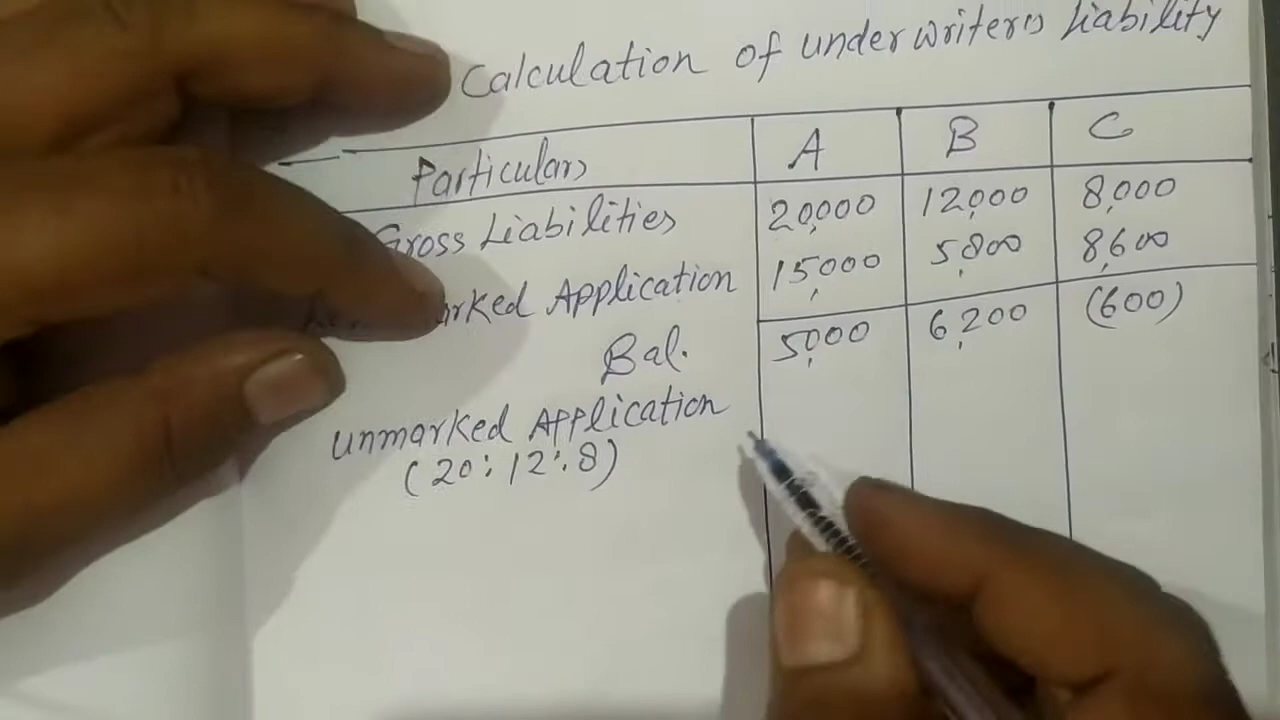 Calculation of underwriters Liability
Particulars A B C
Gross Liabilities 20,000 12,000 8,000
Application 15,000 5,800 8,600
Bal. 5,000 6,200 (600)
unmarked Application
(20:12:8)